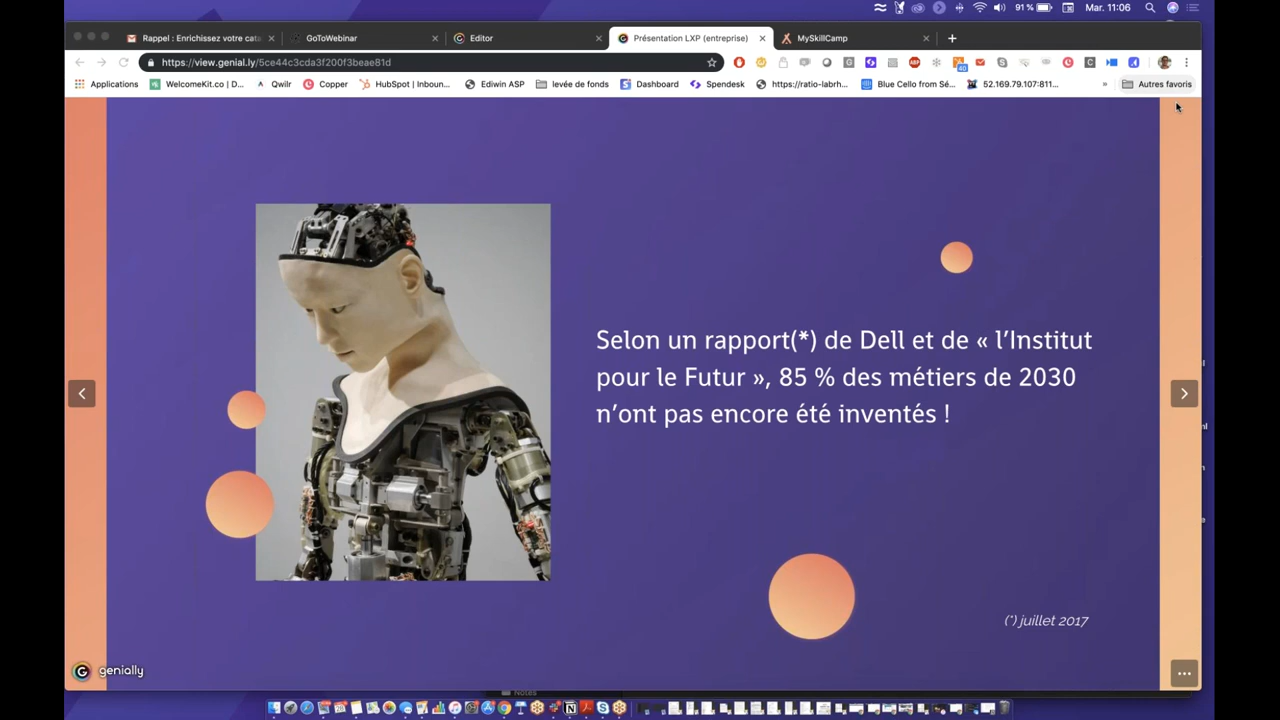 91 %
Mar. 11:06
Rappel : Enrichissez votre cata
GoToWebinar
Editor
Présentation LXP (entreprise)
MySkillCamp
https://view.genial.ly/5ce44c3cda3f200f3beae81d
Applications
WelcomeKit.co | D...
Qwilr
Copper
HubSpot | Inboun...
Ediwin ASP
levée de fonds
Dashboard
Spendesk
https://ratio-labrh...
Blue Cello from Sé...
52.169.79.107:811...
»
Autres favoris
Selon un rapport(*) de Dell et de « l'Institut
pour le Futur », 85 % des métiers de 2030
n'ont pas encore été inventés !
(*) juillet 2017
genially
Notes